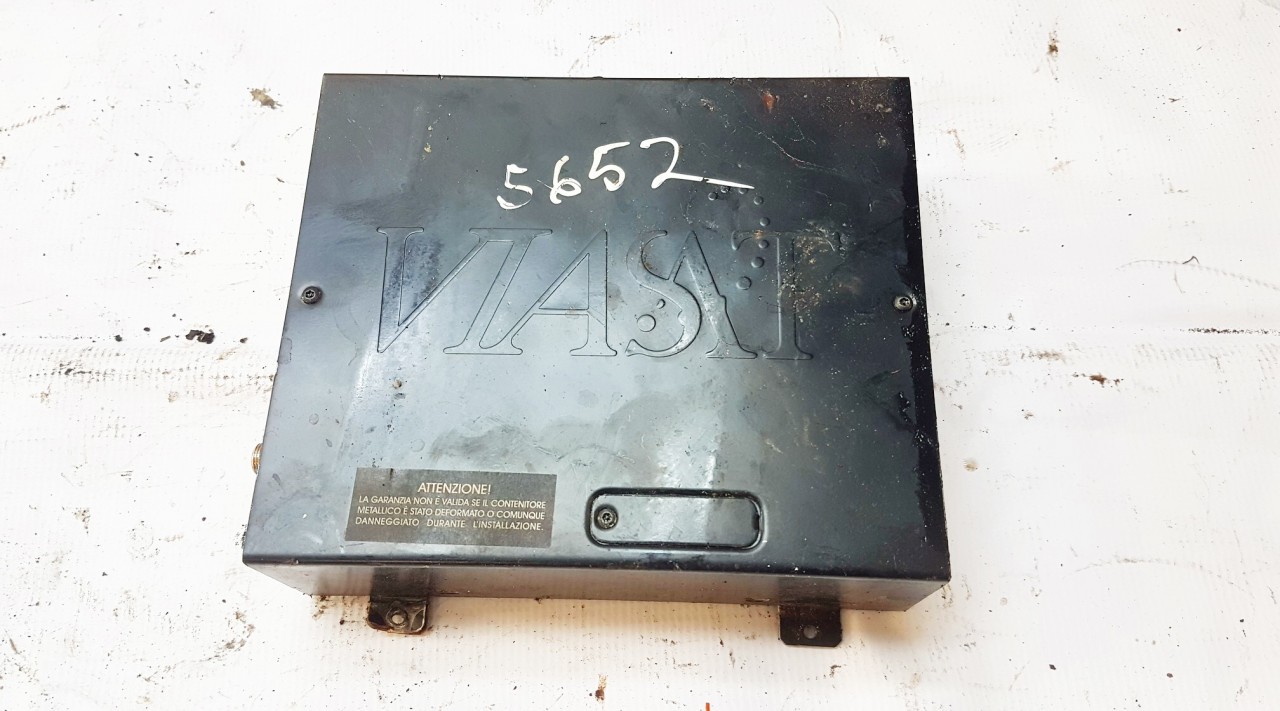 5652
VIASAT
ATTENZIONE!
LA GARANZIA NON È VALIDA SE IL CONTENITORE
METALLICO È STATO DEFORMATO O COMUNQUE
DANNEGGIATO DURANTE L'INSTALLAZIONE.